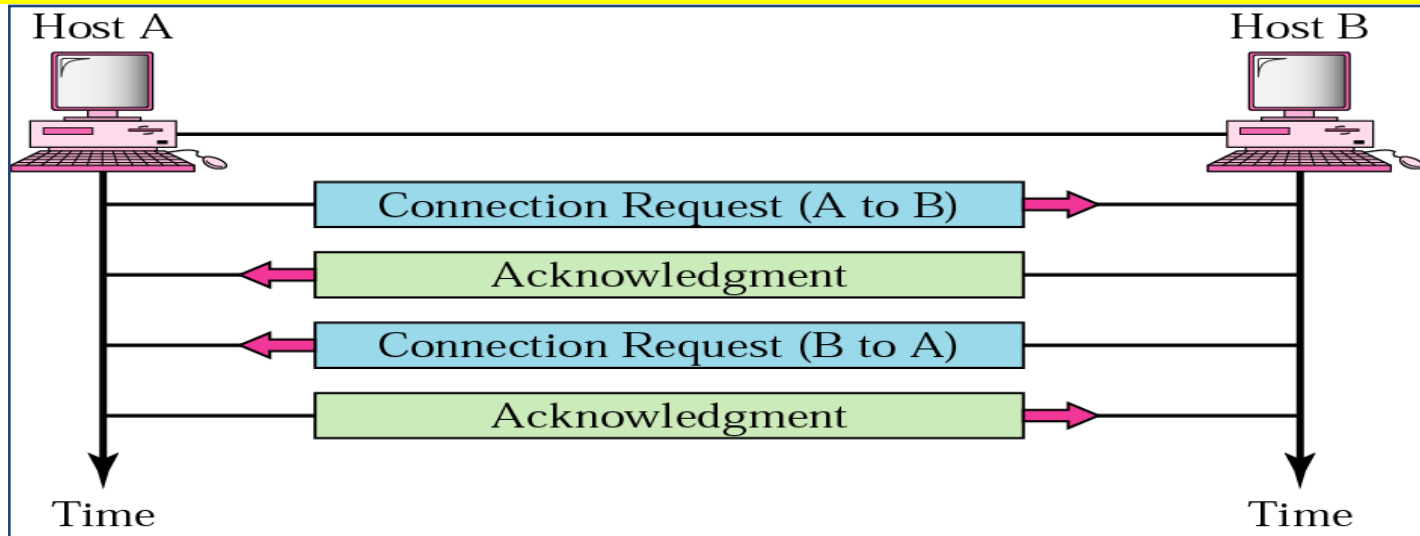 Host A
Host B
Connection Request (A to B)
Acknowledgment
Connection Request (B to A)
Acknowledgment
Time
Time